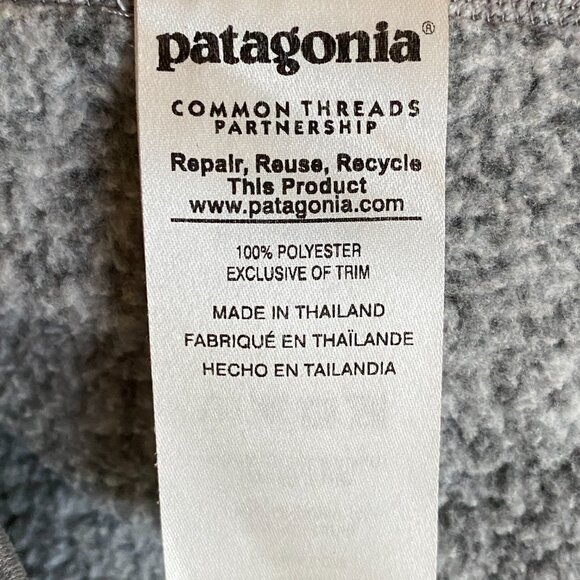 patagonia®
COMMON THREADS
PARTNERSHIP
Repair, Reuse, Recycle
This Product
www.patagonia.com
100% POLYESTER
EXCLUSIVE OF TRIM
MADE IN THAILAND
FABRIQUÉ EN THAÏLANDE
HECHO EN TAILANDIA